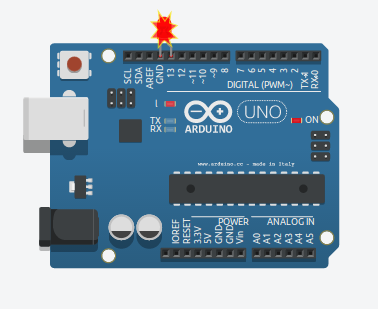 SCL
SDA
AREF
GND
13
12
~11
~10
~9
8
7
~6
~5
4
~3
2
TX→1
RX←0
DIGITAL (PWM~)
L
TX
RX
ARDUINO
UNO
ON
www.arduino.cc - made in Italy
POWER
ANALOG IN
IOREF
RESET
3.3V
5V
GND
GND
Vin
A0
A1
A2
A3
A4
A5